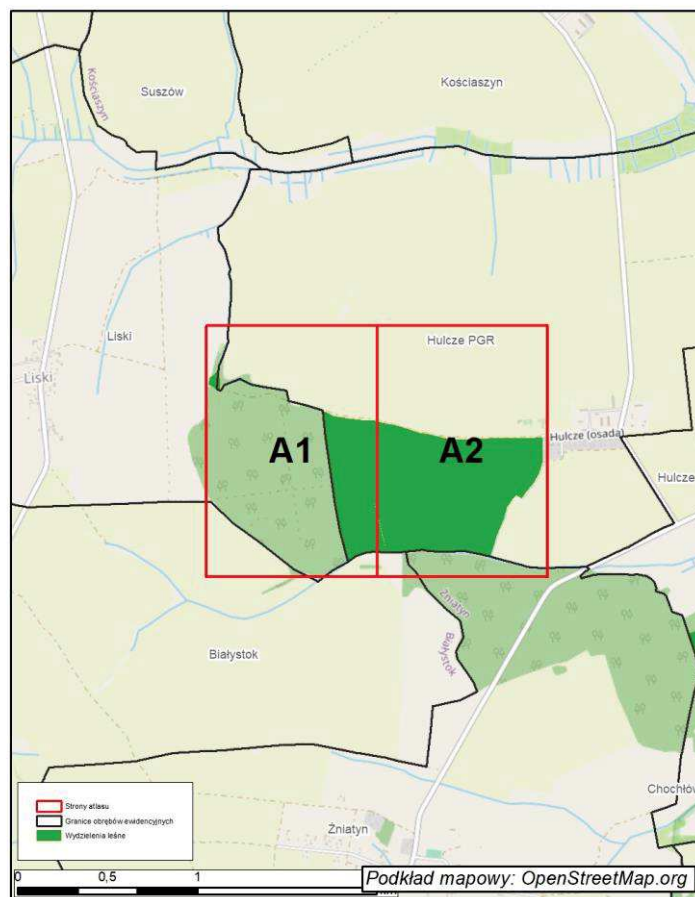 Kościaszyn
Suszów
Kościaszyn
Liski
Liski
Hulcze PGR
A1
A2
Hulcze (osada)
Hulcze
Żniatyn
Białystok
Białystok
Chochłów
Żniatyn
Strony atlasu
Granice obrębów ewidencyjnych
Wydzielenia leśne
0 0,5 1
Podkład mapowy: OpenStreetMap.org